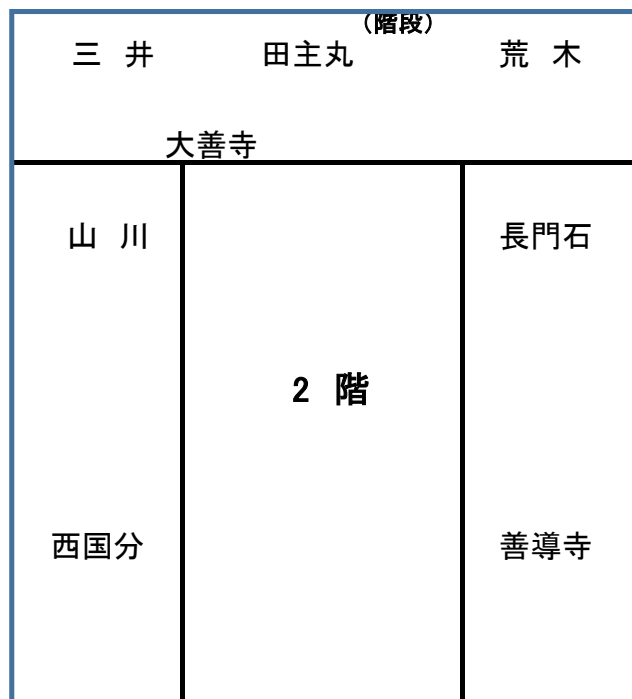 (階段)
三 井 田主丸 荒 木
大善寺
山 川 長門石
2 階
西国分 善導寺